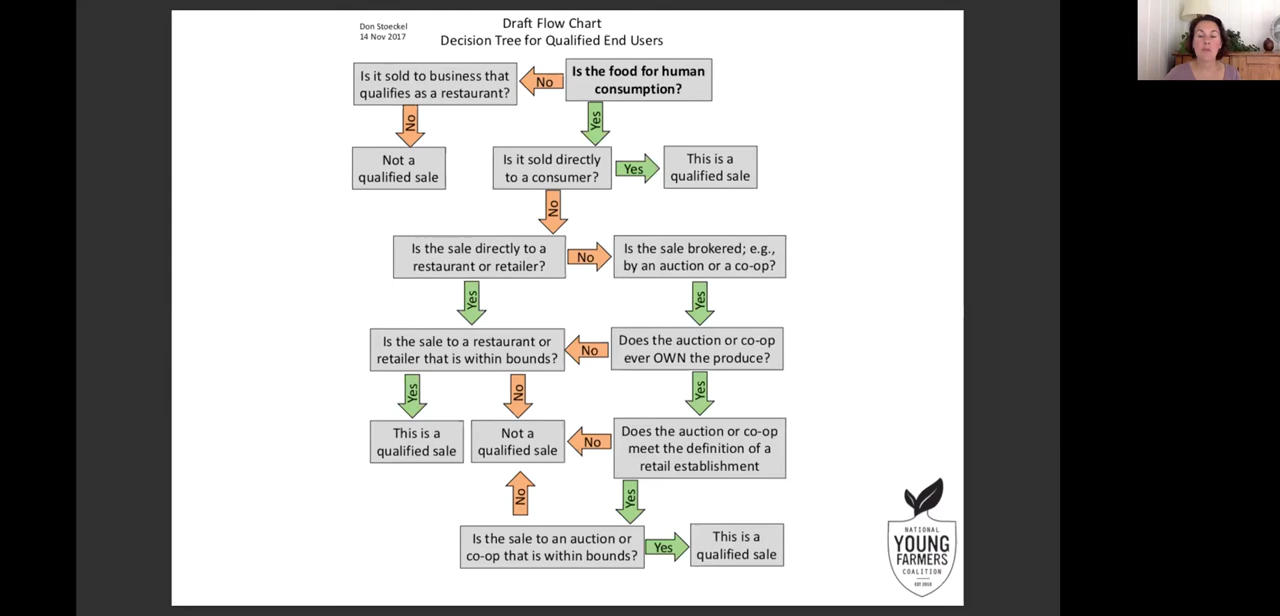 Don Stoeckel
14 Nov 2017
Draft Flow Chart
Decision Tree for Qualified End Users
Is it sold to business that
qualifies as a restaurant?
No
Is the food for human
consumption?
No
Yes
Not a
qualified sale
Is it sold directly
to a consumer?
Yes
This is a
qualified sale
No
Is the sale directly to a
restaurant or retailer?
No
Is the sale brokered; e.g.,
by an auction or a co-op?
Yes
Yes
Is the sale to a restaurant or
retailer that is within bounds?
No
Does the auction or co-op
ever OWN the produce?
Yes
No
Yes
This is a
qualified sale
Not a
qualified sale
No
Does the auction or co-op
meet the definition of a
retail establishment
No
Yes
Is the sale to an auction or
co-op that is within bounds?
Yes
This is a
qualified sale
NATIONAL
YOUNG
FARMERS
COALITION